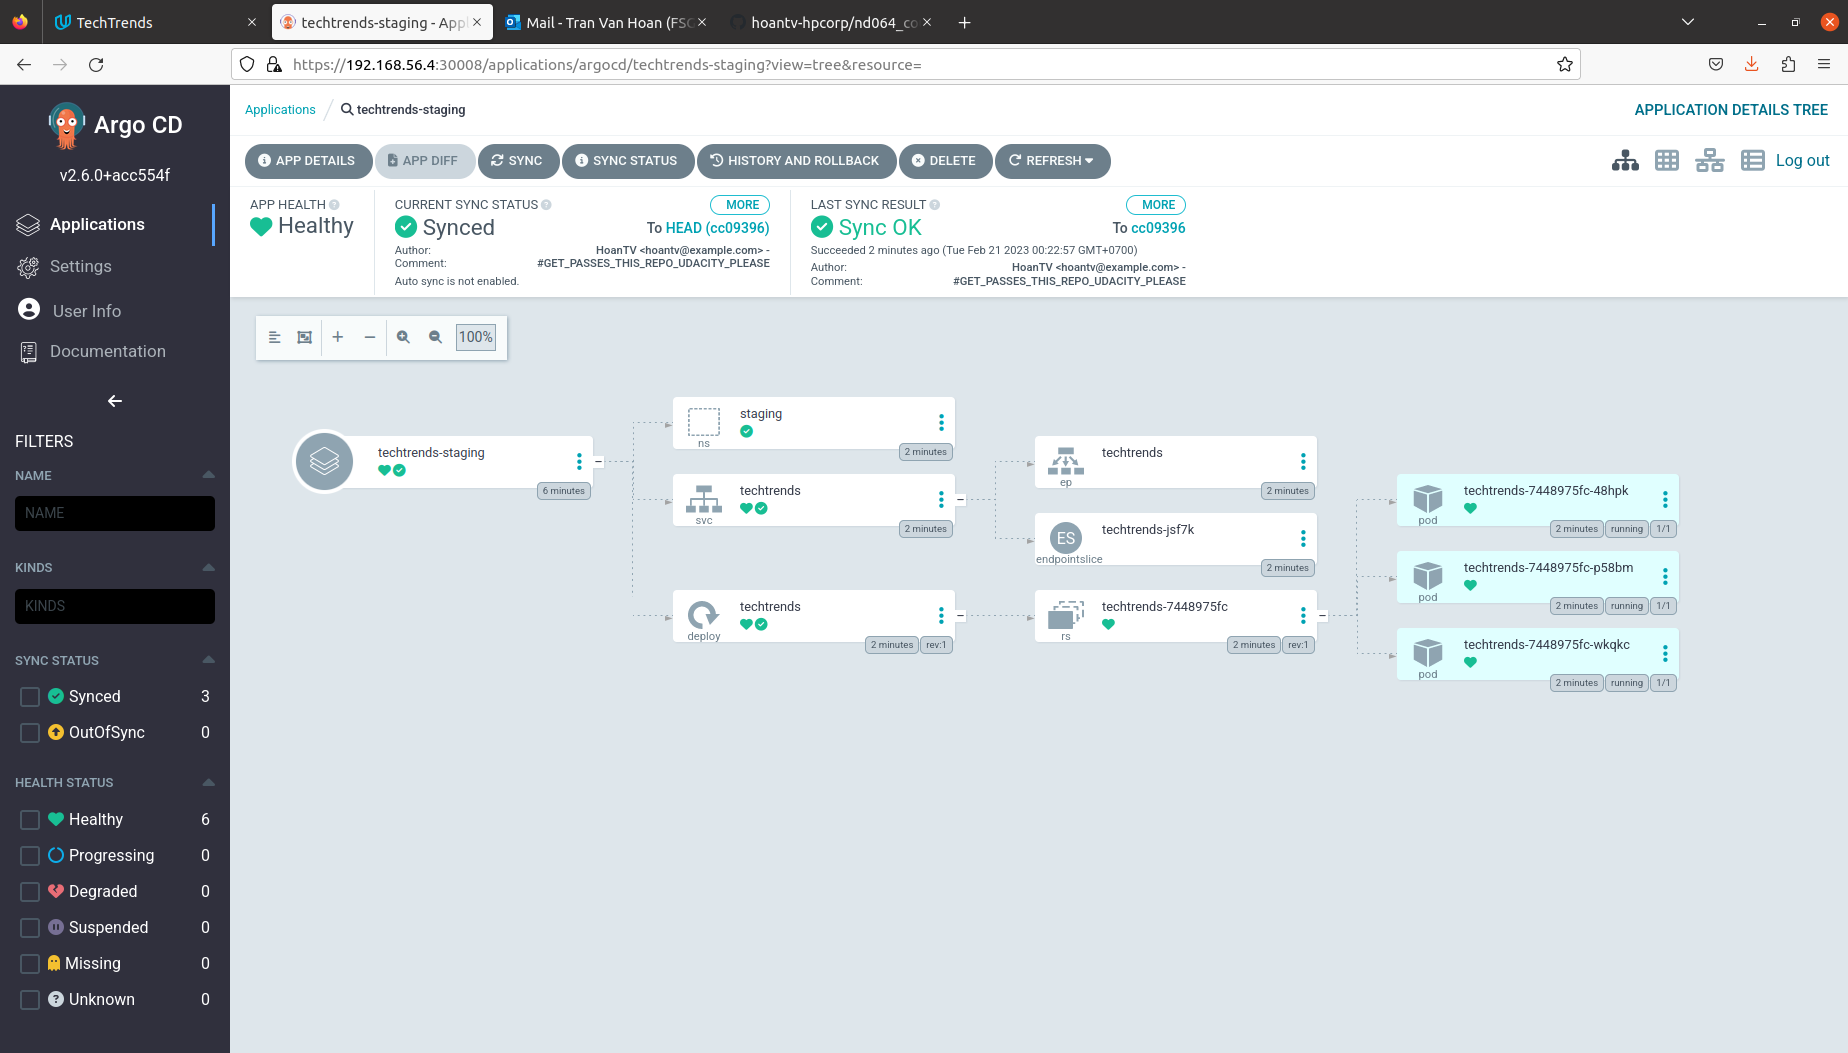 TechTrends
techtrends-staging - App
Mail - Tran Van Hoan (FSC
hoantv-hpcorp/nd064_co
https://192.168.56.4:30008/applications/argocd/techtrends-staging?view=tree&resource=
Argo CD
v2.6.0+acc554f
Applications
Settings
User Info
Documentation
FILTERS
NAME
NAME
KINDS
KINDS
SYNC STATUS
Synced 3
OutOfSync 0
HEALTH STATUS
Healthy 6
Progressing 0
Degraded 0
Suspended 0
Missing 0
Unknown 0
Applications / techtrends-staging
APPLICATION DETAILS TREE
APP DETAILS
APP DIFF
SYNC
SYNC STATUS
HISTORY AND ROLLBACK
DELETE
REFRESH
Log out
APP HEALTH
Healthy
CURRENT SYNC STATUS
MORE
Synced
To HEAD (cc09396)
Author: HoanTV <hoantv@example.com> -
Comment: #GET_PASSES_THIS_REPO_UDACITY_PLEASE
Auto sync is not enabled.
LAST SYNC RESULT
MORE
Sync OK
To cc09396
Succeeded 2 minutes ago (Tue Feb 21 2023 00:22:57 GMT+0700)
Author: HoanTV <hoantv@example.com> -
Comment: #GET_PASSES_THIS_REPO_UDACITY_PLEASE
100%
techtrends-staging
6 minutes
staging
ns
2 minutes
techtrends
svc
2 minutes
techtrends
deploy
2 minutes rev:1
techtrends
ep
2 minutes
ES
techtrends-jsf7k
endpointslice
2 minutes
techtrends-7448975fc
rs
2 minutes rev:1
techtrends-7448975fc-48hpk
pod
2 minutes running 1/1
techtrends-7448975fc-p58bm
pod
2 minutes running 1/1
techtrends-7448975fc-wkqkc
pod
2 minutes running 1/1